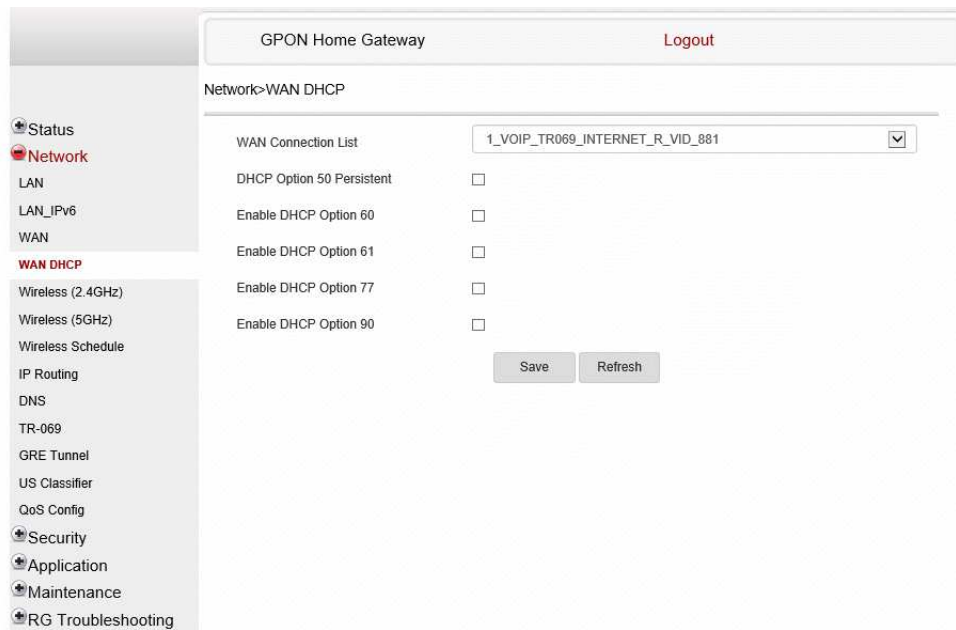 GPON Home Gateway
Logout
Network>WAN DHCP
Status
Network
LAN
LAN_IPv6
WAN
WAN DHCP
Wireless (2.4GHz)
Wireless (5GHz)
Wireless Schedule
IP Routing
DNS
TR-069
GRE Tunnel
US Classifier
QoS Config
Security
Application
Maintenance
RG Troubleshooting
WAN Connection List
1_VOIP_TR069_INTERNET_R_VID_881
DHCP Option 50 Persistent
Enable DHCP Option 60
Enable DHCP Option 61
Enable DHCP Option 77
Enable DHCP Option 90
Save
Refresh